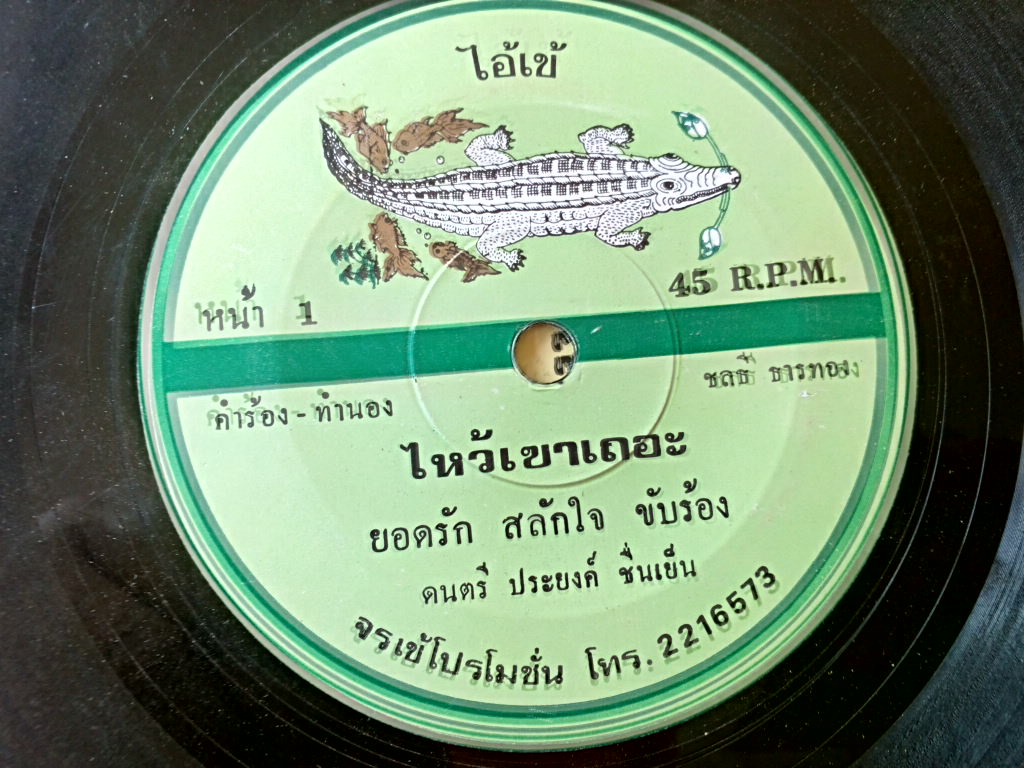 ไอ้เข้
45 R.P.M.
หน้า 1
คำร้อง - ทำนอง
ชลธี ธารทอง
ไหว้เขาเถอะ
ยอดรัก สลักใจ ขับร้อง
ดนตรี ประยงค์ ชื่นเย็น
จรเข้โปรโมชั่น โทร. 2216573